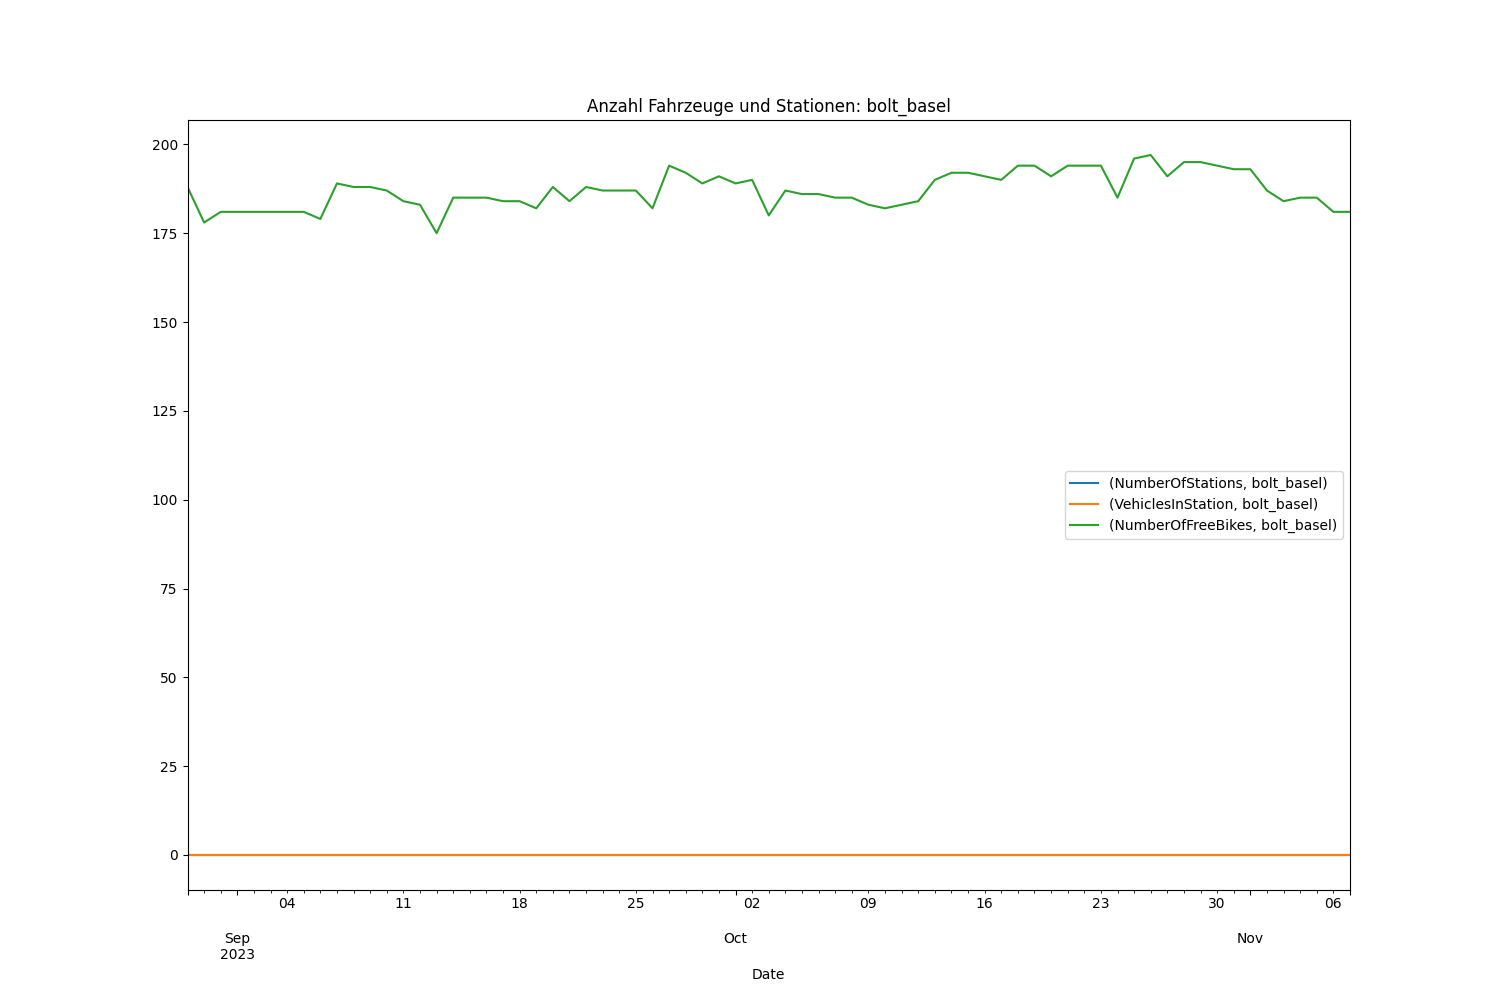 Anzahl Fahrzeuge und Stationen: bolt_basel
200
175
150
125
100
75
50
25
0
(NumberOfStations, bolt_basel)
(VehiclesInStation, bolt_basel)
(NumberOfFreeBikes, bolt_basel)
04 11 18 25 02 09 16 23 30 06
Sep Oct Nov
2023
Date